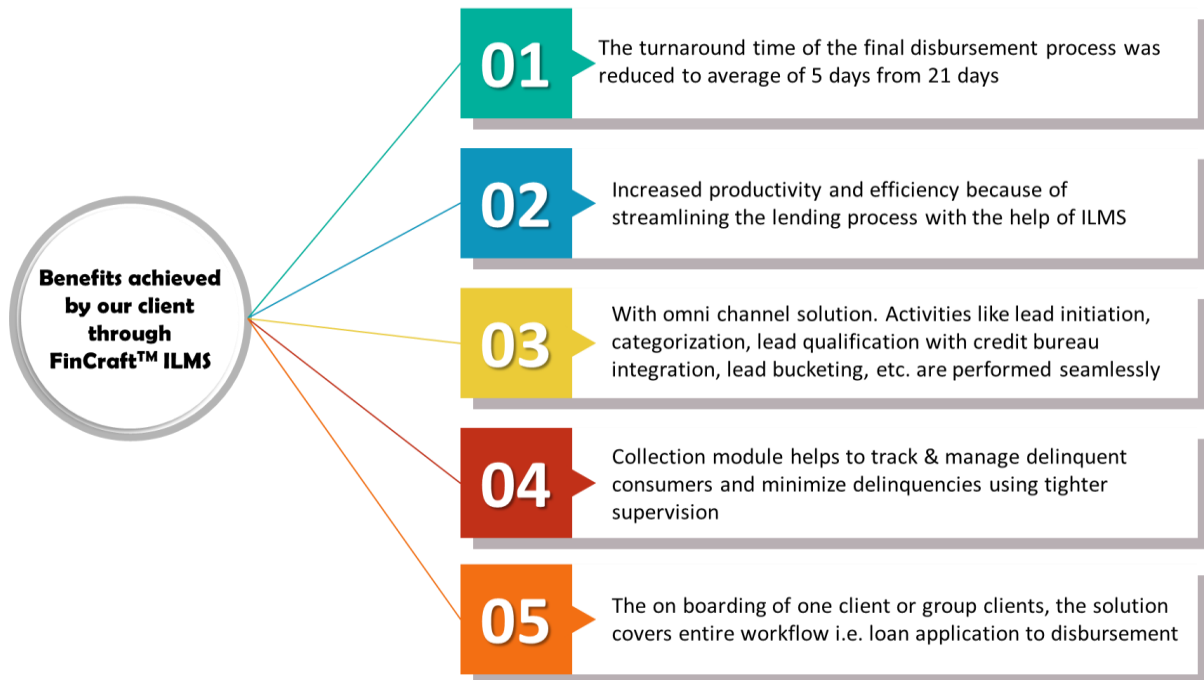 Benefits achieved
by our client
through
FinCraft™ ILMS
01
The turnaround time of the final disbursement process was
reduced to average of 5 days from 21 days
02
Increased productivity and efficiency because of
streamlining the lending process with the help of ILMS
03
With omni channel solution. Activities like lead initiation,
categorization, lead qualification with credit bureau
integration, lead bucketing, etc. are performed seamlessly
04
Collection module helps to track & manage delinquent
consumers and minimize delinquencies using tighter
supervision
05
The on boarding of one client or group clients, the solution
covers entire workflow i.e. loan application to disbursement